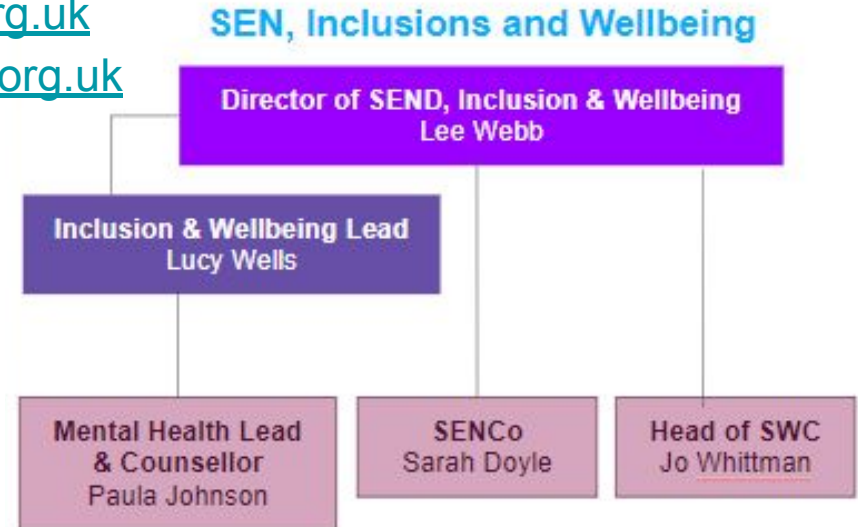 rg.uk
org.uk
SEN, Inclusions and Wellbeing
Director of SEND, Inclusion & Wellbeing
Lee Webb
Inclusion & Wellbeing Lead
Lucy Wells
Mental Health Lead
& Counsellor
Paula Johnson
SENCo
Sarah Doyle
Head of SWC
Jo Whittman